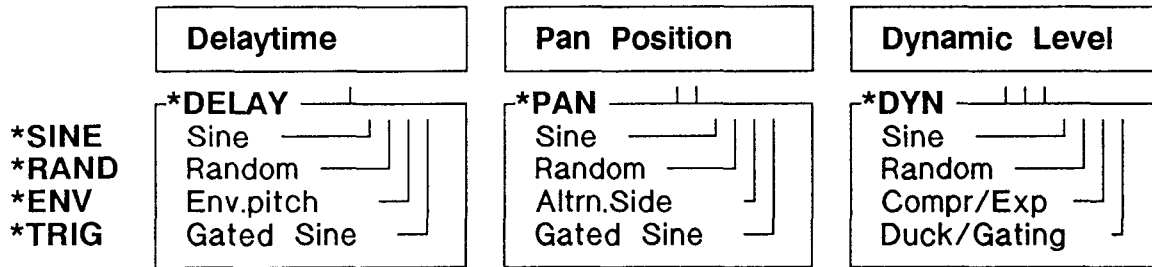 Delaytime Pan Position Dynamic Level
*DELAY *PAN *DYN
*SINE Sine Sine Sine
*RAND Random Random Random
*ENV Env.pitch Altrn.Side Compr/Exp
*TRIG Gated Sine Gated Sine Duck/Gating